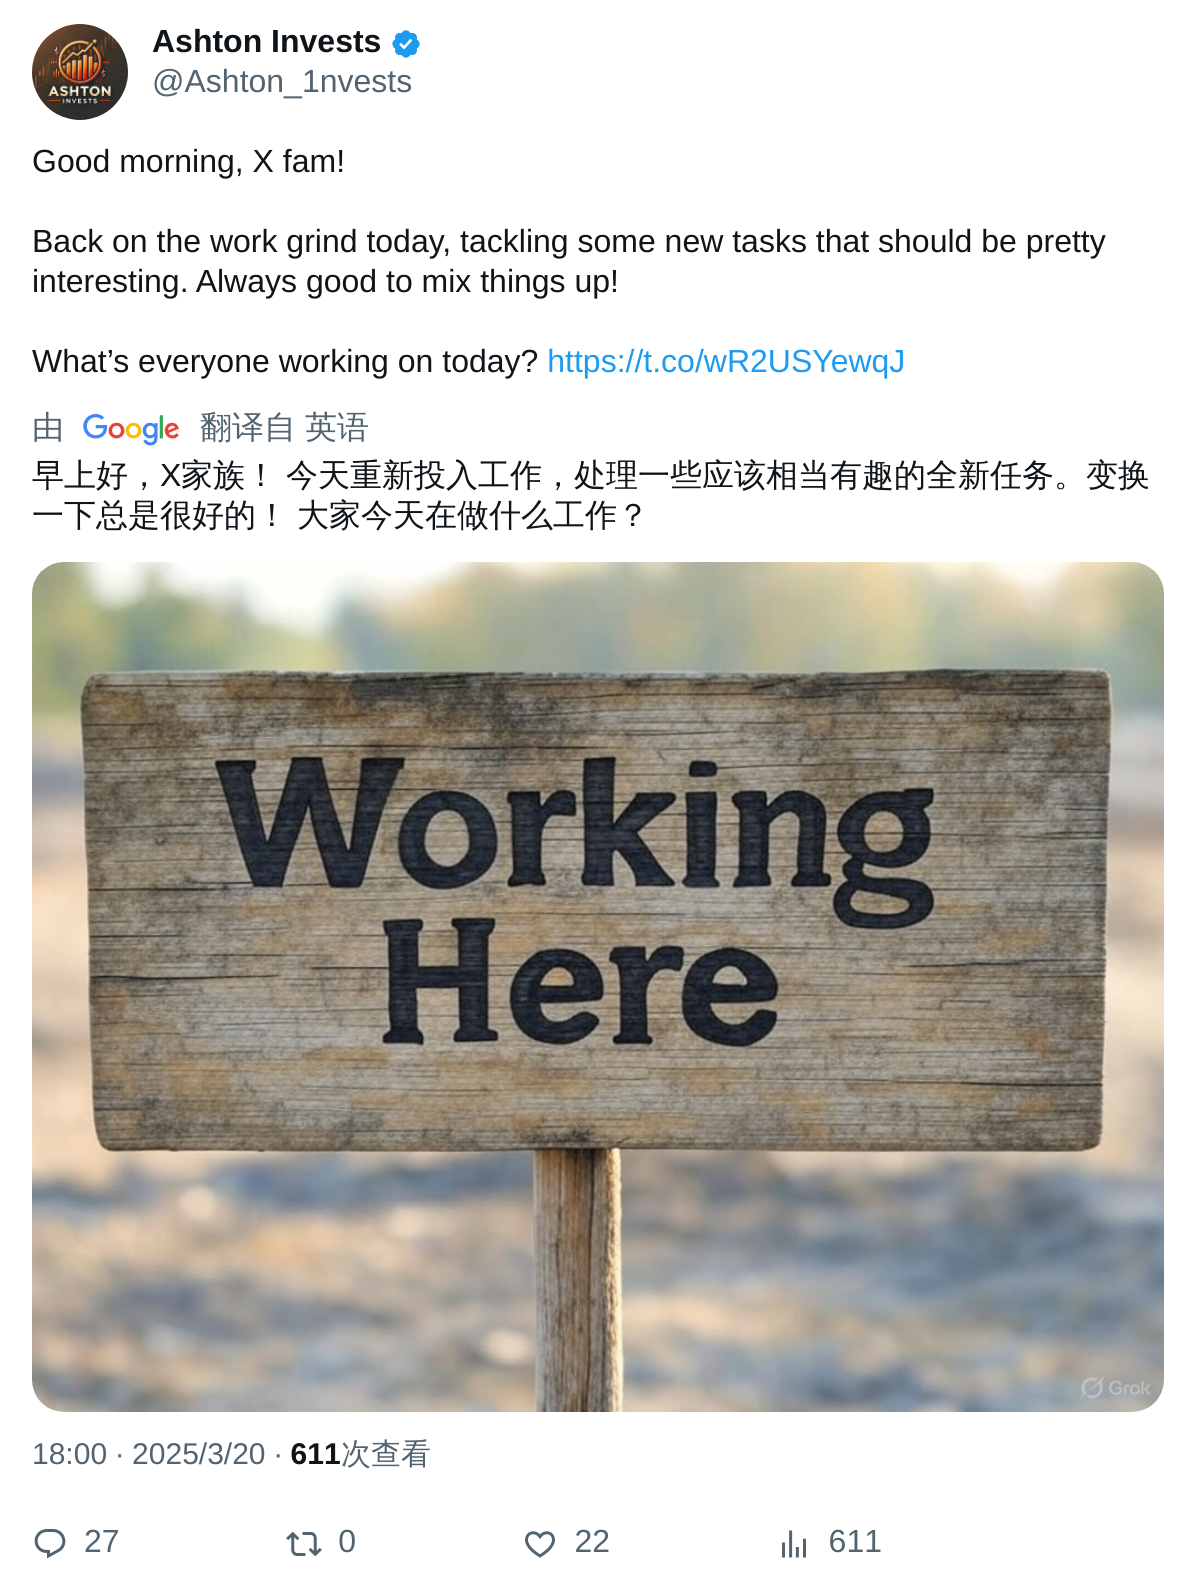 ASHTON
INVESTS
Ashton Invests
@Ashton_1nvests
Good morning, X fam!
Back on the work grind today, tackling some new tasks that should be pretty
interesting. Always good to mix things up!
What’s everyone working on today? https://t.co/wR2USYewqJ
由 Google 翻译自 英语
早上好，X家族！ 今天重新投入工作，处理一些应该相当有趣的全新任务。变换
一下总是很好的！ 大家今天在做什么工作？
Working
Here
Grok
18:00 · 2025/3/20 · 611次查看
27 0 22 611